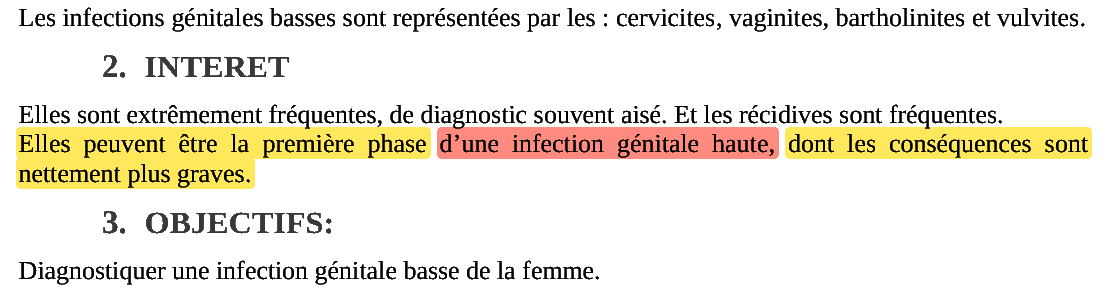 Les infections génitales basses sont représentées par les : cervicites, vaginites, bartholinites et vulvites.
2. INTERET
Elles sont extrêmement fréquentes, de diagnostic souvent aisé. Et les récidives sont fréquentes.
Elles peuvent être la première phase d’une infection génitale haute, dont les conséquences sont
nettement plus graves.
3. OBJECTIFS:
Diagnostiquer une infection génitale basse de la femme.